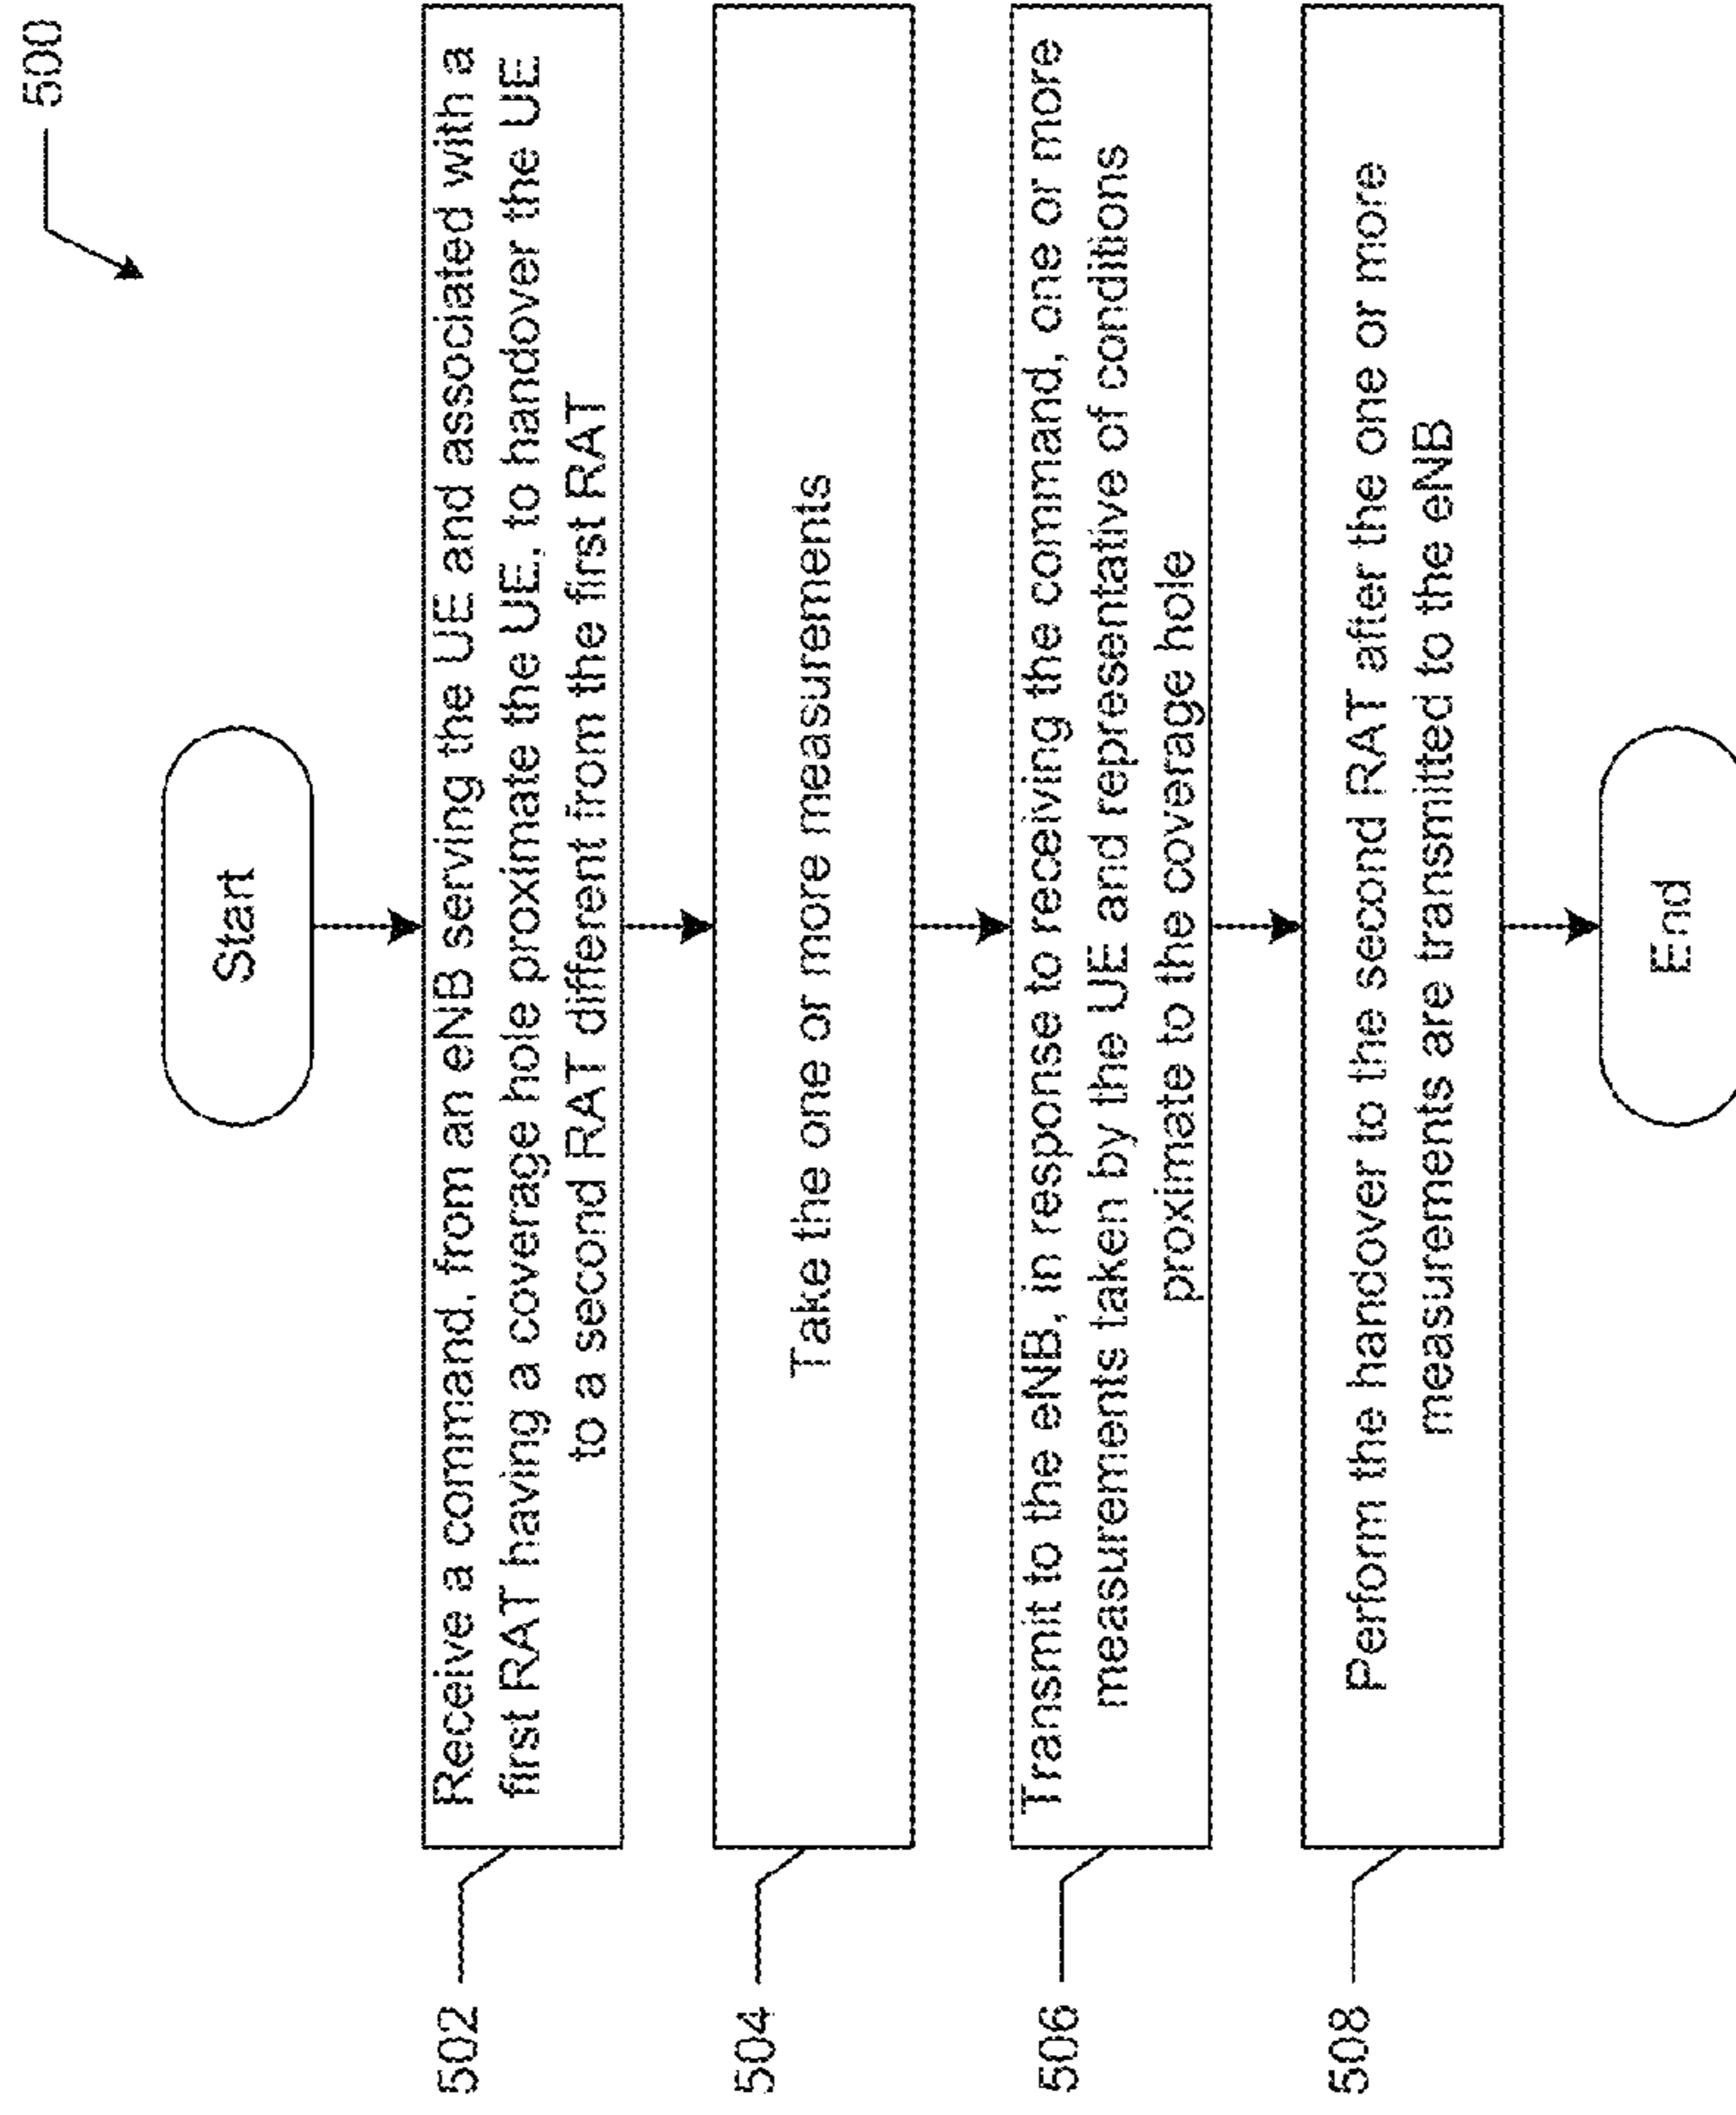 500
Start
502
Receive a command, from an eNB serving the UE and associated with a
first RAT having a coverage hole proximate the UE, to handover the UE
to a second RAT different from the first RAT
504
Take the one or more measurements
506
Transmit to the eNB, in response to receiving the command, one or more
measurements taken by the UE and representative of conditions
proximate to the coverage hole
508
Perform the handover to the second RAT after the one or more
measurements are transmitted to the eNB
End